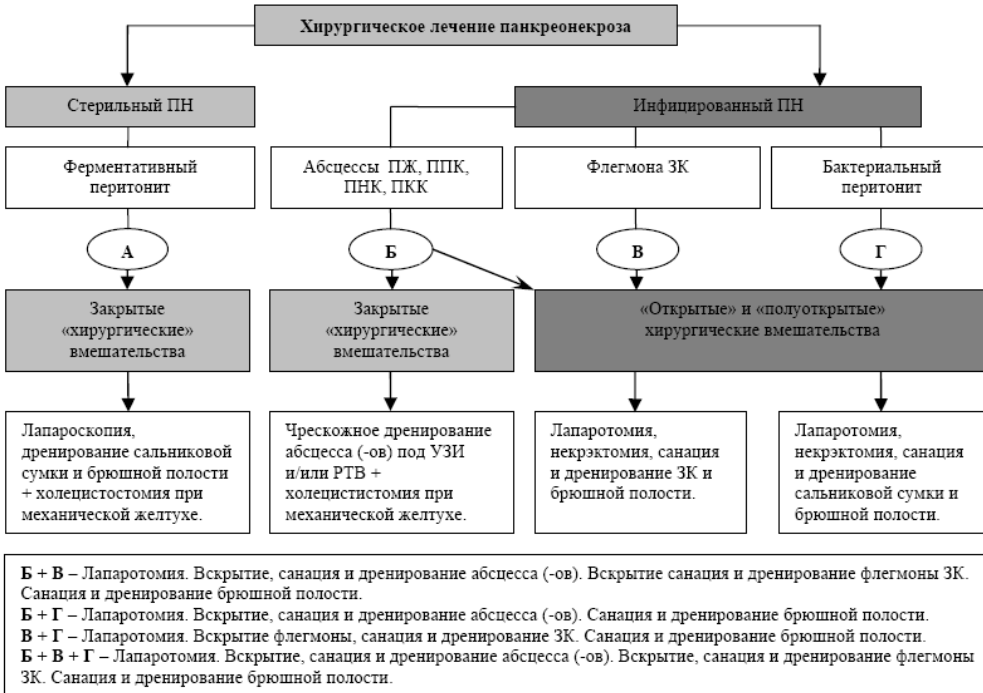 Хирургическое лечение панкреонекроза
Стерильный ПН
Инфицированный ПН
Ферментативный
перитонит
Абсцессы ПЖ, ППК,
ПНК, ПКК
Флегмона ЗК
Бактериальный
перитонит
А
Б
В
Г
Закрытые
«хирургические»
вмешательства
Закрытые
«хирургические»
вмешательства
«Открытые» и «полуоткрытые»
хирургические вмешательства
Лапароскопия,
дренирование сальниковой
сумки и брюшной полости
+ холецистостомия при
механической желтухе.
Чрескожное дренирование
абсцесса (-ов) под УЗИ
и/или РТВ +
холецистистомия при
механической желтухе.
Лапаротомия,
некрэктомия, санация
и дренирование ЗК и
брюшной полости.
Лапаротомия,
некрэктомия, санация
и дренирование
сальниковой сумки и
брюшной полости.
Б + В – Лапаротомия. Вскрытие, санация и дренирование абсцесса (-ов). Вскрытие санация и дренирование флегмоны ЗК.
Санация и дренирование брюшной полости.
Б + Г – Лапаротомия. Вскрытие, санация и дренирование абсцесса (-ов). Санация и дренирование брюшной полости.
В + Г – Лапаротомия. Вскрытие флегмоны, санация и дренирование ЗК. Санация и дренирование брюшной полости.
Б + В + Г – Лапаротомия. Вскрытие, санация и дренирование абсцесса (-ов). Вскрытие, санация и дренирование флегмоны
ЗК. Санация и дренирование брюшной полости.